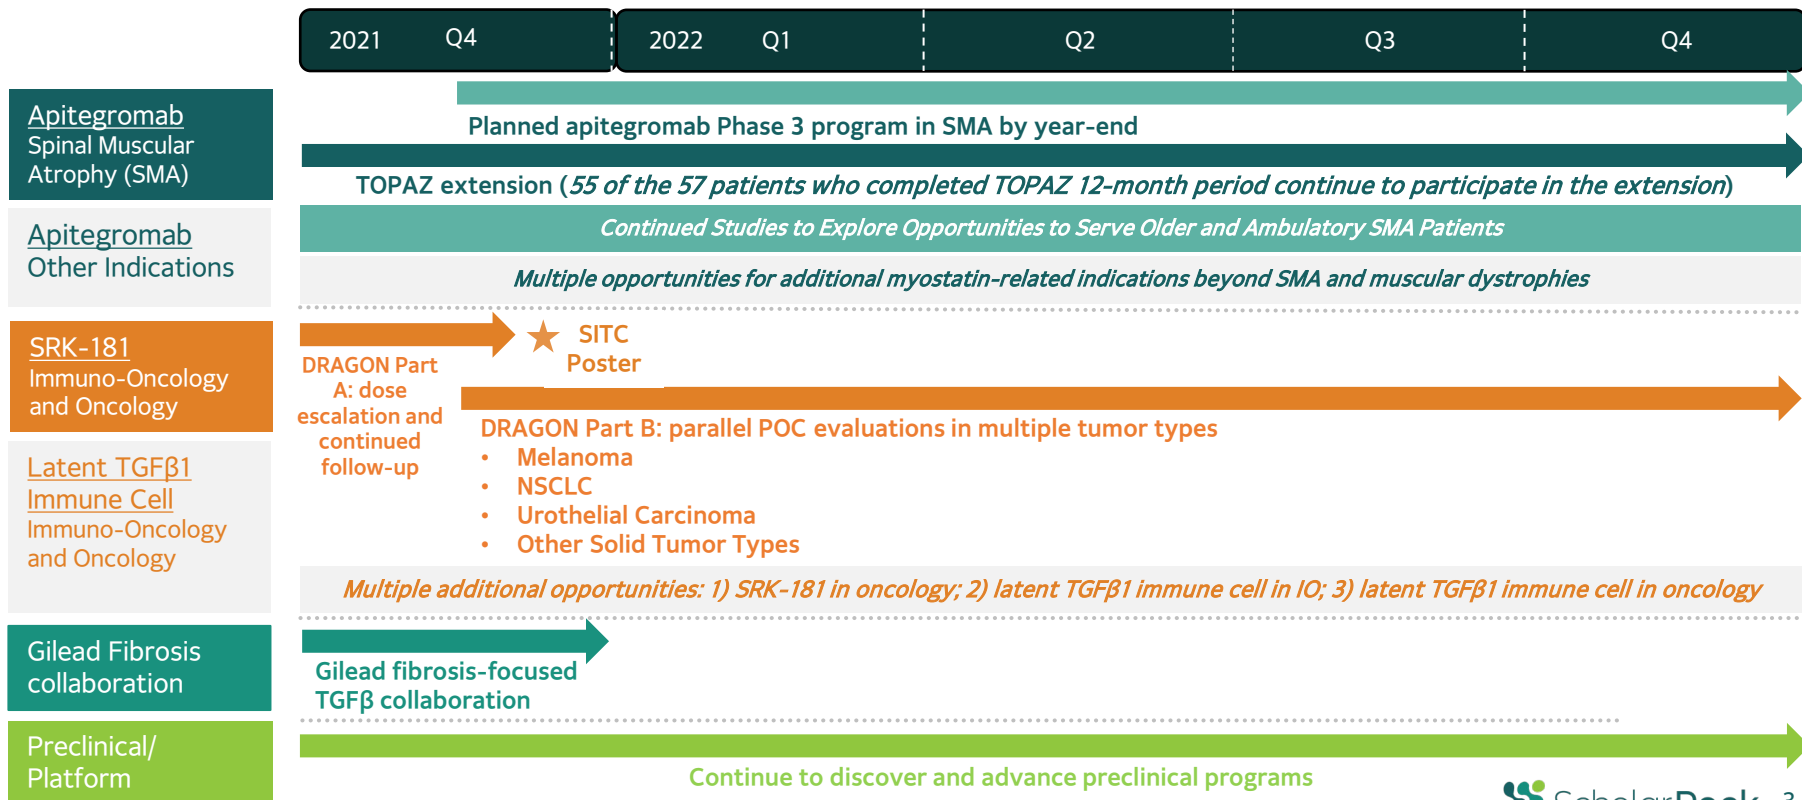 2021 Q4 2022 Q1 Q2 Q3 Q4
Apitegromab
Spinal Muscular
Atrophy (SMA)
Planned apitegromab Phase 3 program in SMA by year-end
TOPAZ extension (55 of the 57 patients who completed TOPAZ 12-month period continue to participate in the extension)
Apitegromab
Other Indications
Continued Studies to Explore Opportunities to Serve Older and Ambulatory SMA Patients
Multiple opportunities for additional myostatin-related indications beyond SMA and muscular dystrophies
SRK-181
Immuno-Oncology
and Oncology
DRAGON Part
A: dose
escalation and
continued
follow-up
SITC
Poster
DRAGON Part B: parallel POC evaluations in multiple tumor types
• Melanoma
• NSCLC
• Urothelial Carcinoma
• Other Solid Tumor Types
Latent TGFβ1
Immune Cell
Immuno-Oncology
and Oncology
Multiple additional opportunities: 1) SRK-181 in oncology; 2) latent TGFβ1 immune cell in IO; 3) latent TGFβ1 immune cell in oncology
Gilead Fibrosis
collaboration
Gilead fibrosis-focused
TGFβ collaboration
Preclinical/
Platform
Continue to discover and advance preclinical programs
ScholarRock